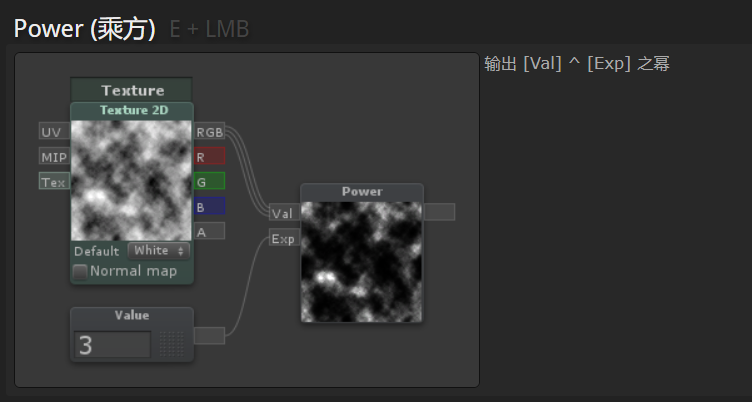 Power (乘方) E + LMB
输出 [Val] ^ [Exp] 之幂
Texture
Texture 2D
UV
RGB
MIP
R
Tex
G
B
A
Default White
Normal map
Power
Val
Exp
Value
3